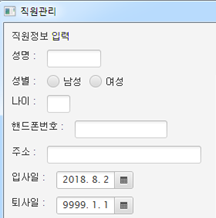 직원관리
직원정보 입력
성명 :
성별 : 남성 여성
나이 :
핸드폰번호 :
주소 :
입사일 : 2018. 8. 2
퇴사일 : 9999. 1. 1